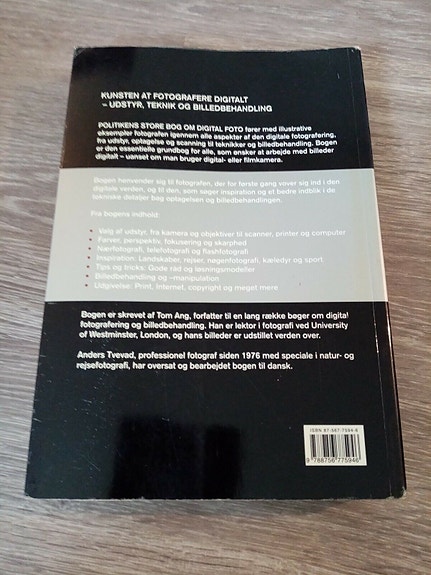 KUNSTEN AT FOTOGRAFERE DIGITALT
– UDSTYR, TEKNIK OG BILLEDBEHANDLING
POLITIKENS STORE BOG OM DIGITAL FOTO fører med illustrative
eksempler fotografen igennem alle aspekter af den digitale fotografering,
fra udstyr, optagelse og scanning til teknikker og billedbehandling. Bogen
er den essentielle grundbog for alle, som ønsker at arbejde med billeder
digitalt – uanset om man bruger digital- eller filmkamera.
Bogen henvender sig til fotografen, der for første gang vover sig ind i den
digitale verden, og til den, som søger inspiration og et bedre indblik i de
tekniske detaljer bag optagelsen og billedbehandlingen.
Fra bogens indhold:
• Valg af udstyr, fra kamera og objektiver til scanner, printer og computer
• Farver, perspektiv, fokusering og skarphed
• Nærfotografi, telefotografi og flashfotografi
• Inspiration: Landskaber, rejser, nøgenfotografi, kæledyr og sport
• Tips og tricks: Gode råd og løsningsmodeller
• Billedbehandling og -manipulation
• Udgivelse: Print, Internet, copyright og meget mere
Bogen er skrevet af Tom Ang, forfatter til en lang række bøger om digital
fotografering og billedbehandling. Han er lektor i fotografi ved University
of Westminster, London, og hans billeder er udstillet verden over.
Anders Tvevad, professionel fotograf siden 1976 med speciale i natur- og
rejsefotografi, har oversat og bearbejdet bogen til dansk.
ISBN 87-567-7594-6
9 788756 775946